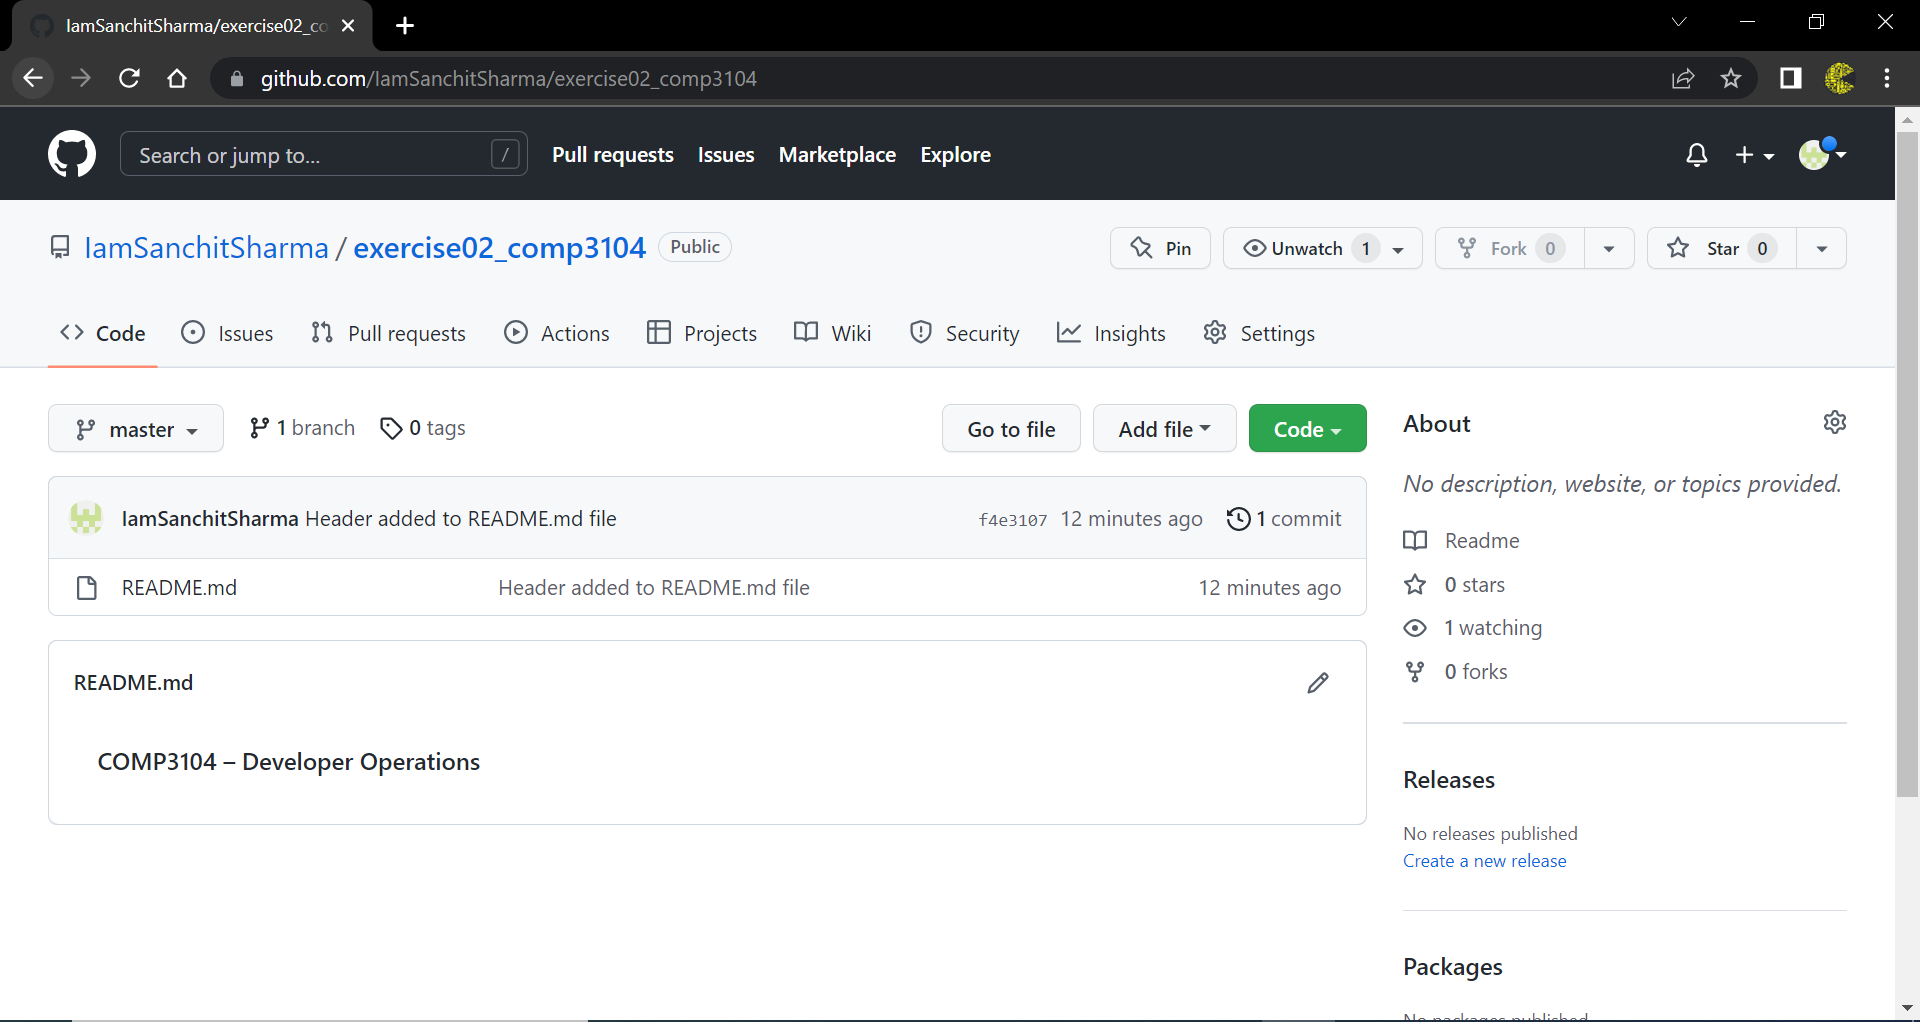 IamSanchitSharma/exercise02_co
github.com/IamSanchitSharma/exercise02_comp3104
Search or jump to... /
Pull requests Issues Marketplace Explore
IamSanchitSharma / exercise02_comp3104 Public
Pin Unwatch 1 Fork 0 Star 0
Code Issues Pull requests Actions Projects Wiki Security Insights Settings
master 1 branch 0 tags Go to file Add file Code
IamSanchitSharma Header added to README.md file f4e3107 12 minutes ago 1 commit
README.md Header added to README.md file 12 minutes ago
README.md
COMP3104 – Developer Operations
About
No description, website, or topics provided.
Readme
0 stars
1 watching
0 forks
Releases
No releases published
Create a new release
Packages
No packages published